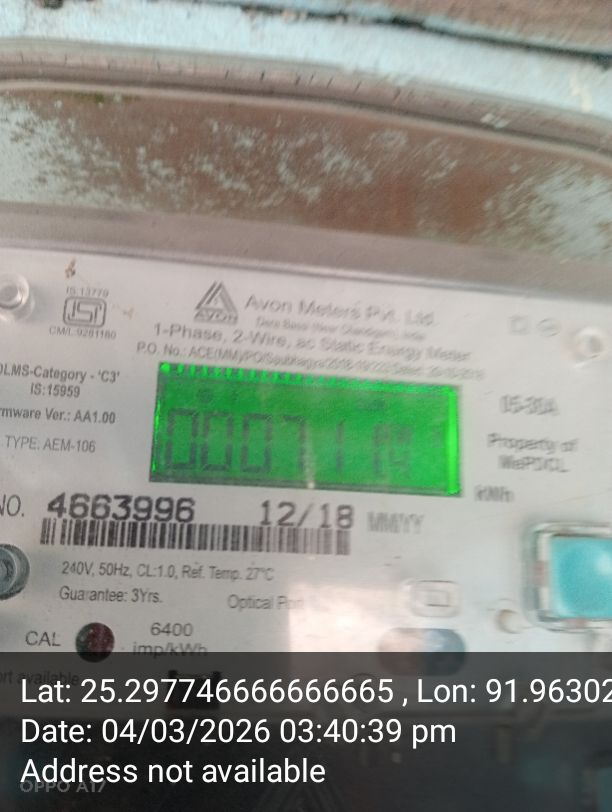 IS:13779
CM/L-9281180
AVON
Avon Meters Pvt. Ltd.
1-Phase, 2-Wire, ac Static Energy Meter
DLMS-Category - 'C3'
IS:15959
rmware Ver.: AA1.00
TYPE. AEM-106
05-30A
Property of
MePDCL
kWh
NO. 4663996 12/18 MMYY
240V, 50Hz, CL:1.0, Ref. Temp. 27°C
Guarantee: 3Yrs. Optical Port
CAL 6400
imp/kWh
ort available
Lat: 25.297746666666665 , Lon: 91.96302
Date: 04/03/2026 03:40:39 pm
Address not available
OPPO A17